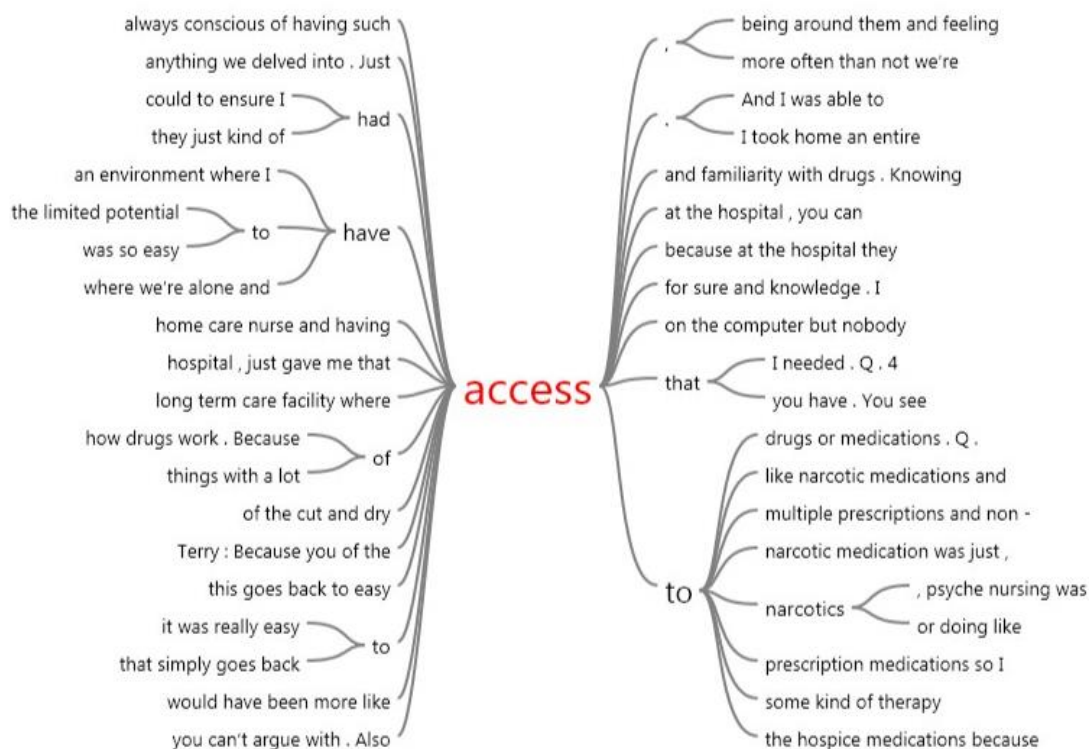 always conscious of having such
anything we delved into . Just
could to ensure I
they just kind of
had
an environment where I
the limited potential
was so easy
to
where we're alone and
have
home care nurse and having
hospital , just gave me that
long term care facility where
how drugs work . Because
things with a lot
of
of the cut and dry
Terry : Because you of the
this goes back to easy
it was really easy
that simply goes back
to
would have been more like
you can't argue with . Also
access
,
being around them and feeling
more often than not we're
.
And I was able to
I took home an entire
and familiarity with drugs . Knowing
at the hospital , you can
because at the hospital they
for sure and knowledge . I
on the computer but nobody
that
I needed . Q . 4
you have . You see
to
drugs or medications . Q .
like narcotic medications and
multiple prescriptions and non -
narcotic medication was just ,
narcotics
, psyche nursing was
or doing like
prescription medications so I
some kind of therapy
the hospice medications because